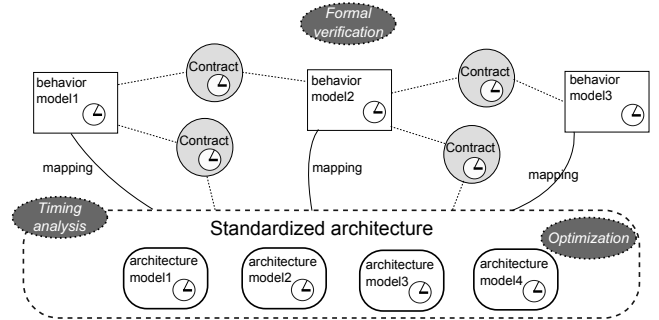 Formal
verification
Contract
Contract
behavior
model1
behavior
model2
behavior
model3
Contract
Contract
mapping
mapping
mapping
Timing
analysis
Standardized architecture
Optimization
architecture
model1
architecture
model2
architecture
model3
architecture
model4